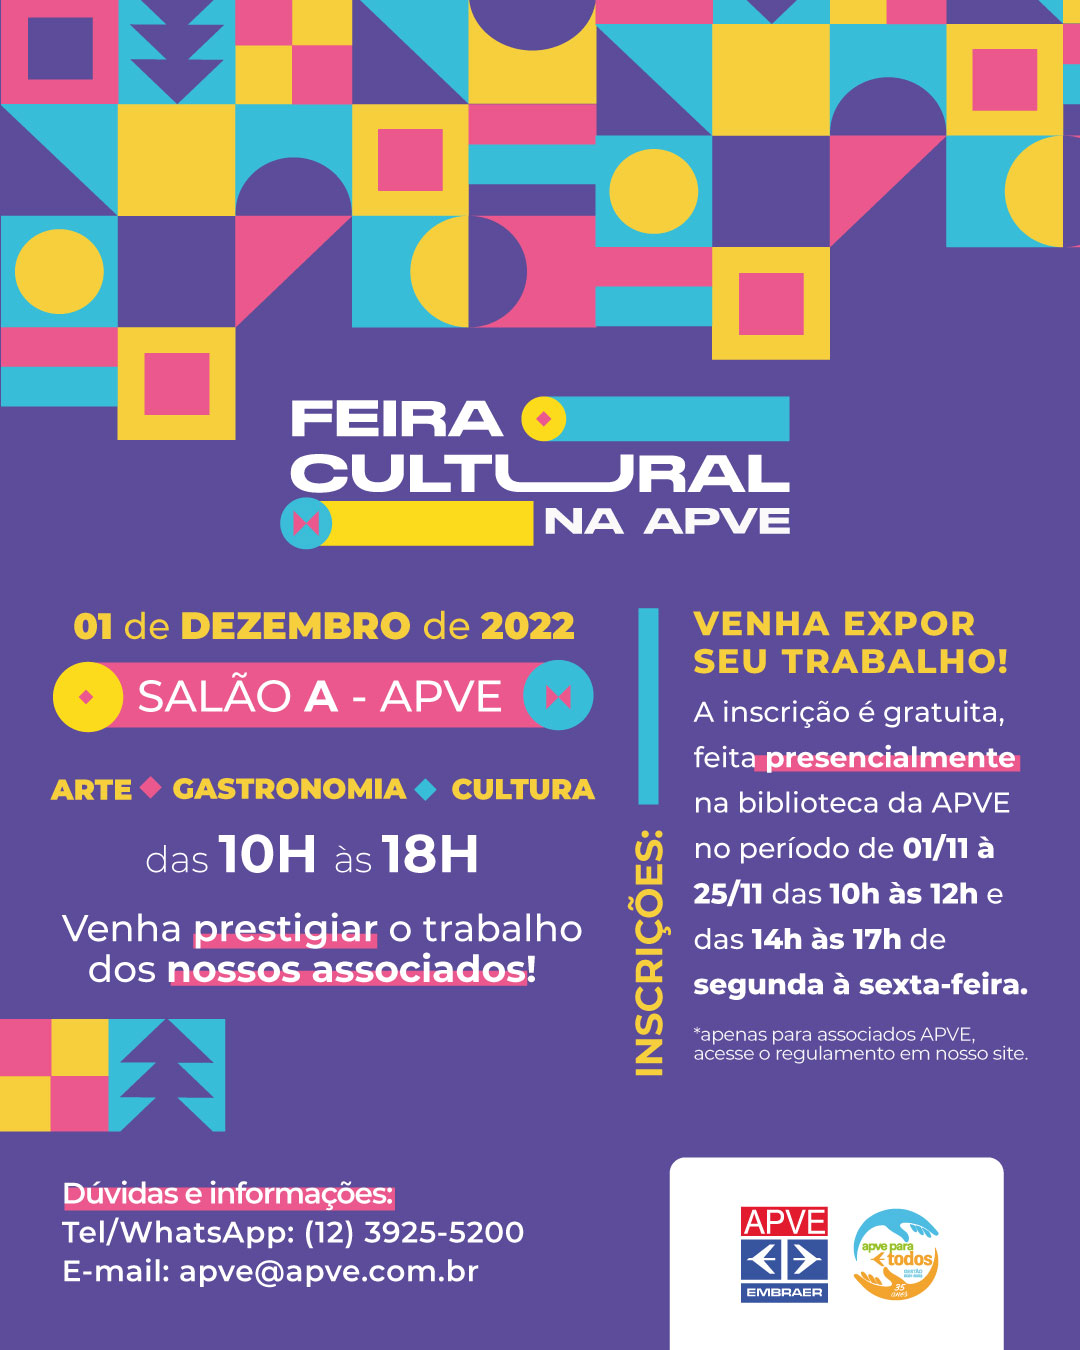 FEIRA
CULTURAL
NA APVE
01 de DEZEMBRO de 2022
SALÃO A - APVE
ARTE GASTRONOMIA CULTURA
das 10H às 18H
Venha prestigiar o trabalho
dos nossos associados!
INSCRIÇÕES:
VENHA EXPOR
SEU TRABALHO!
A inscrição é gratuita,
feita presencialmente
na biblioteca da APVE
no período de 01/11 à
25/11 das 10h às 12h e
das 14h às 17h de
segunda à sexta-feira.
*apenas para associados APVE,
acesse o regulamento em nosso site.
Dúvidas e informações:
Tel/WhatsApp: (12) 3925-5200
E-mail: apve@apve.com.br
APVE
EMBRAER
apve para
todos
35
anos